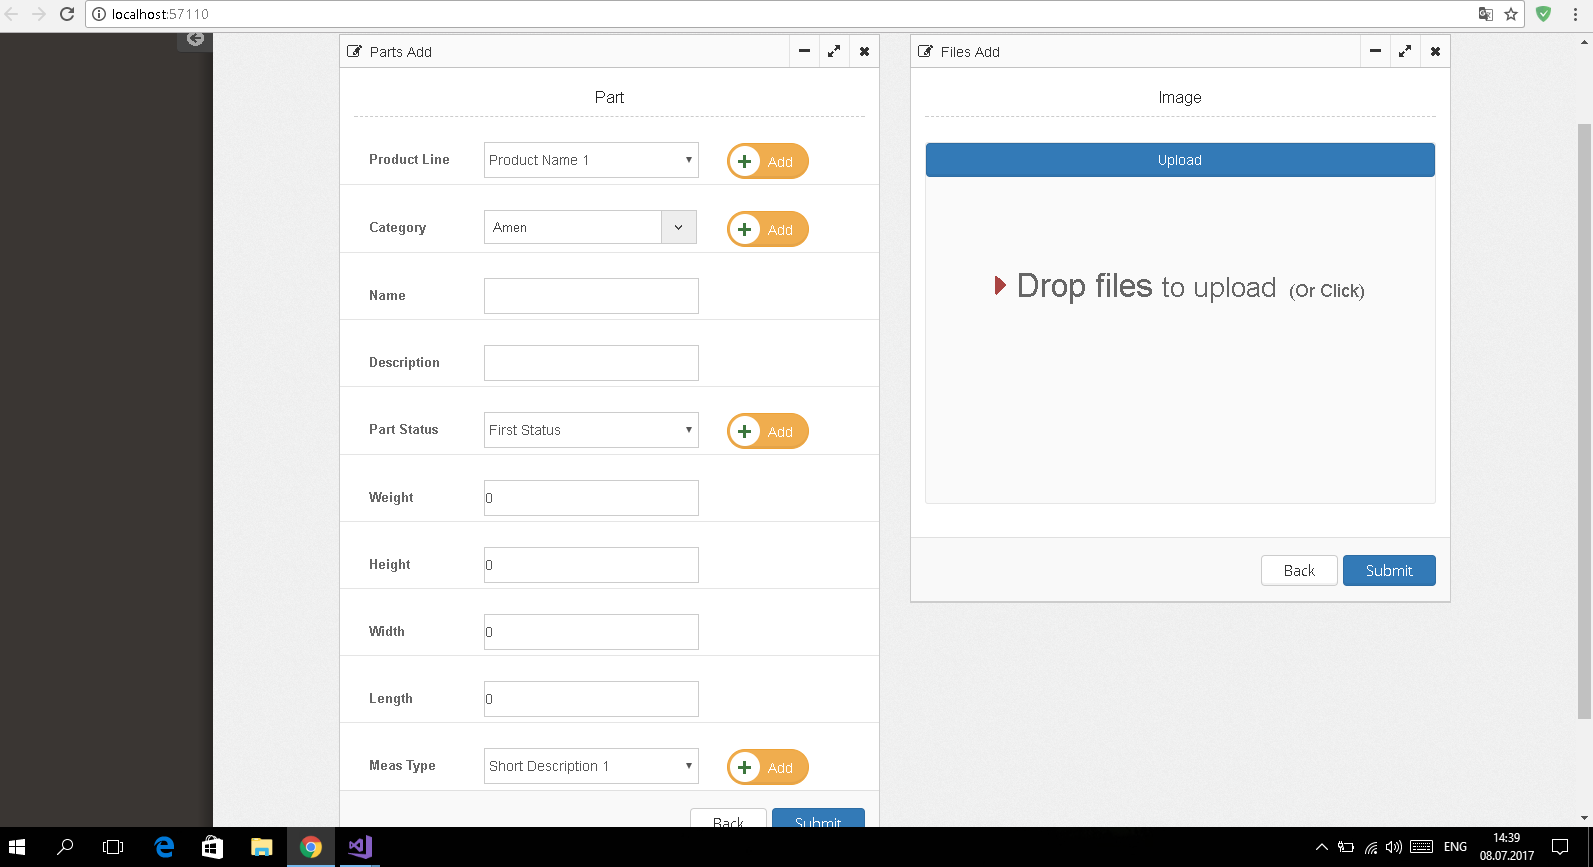 localhost:57110
Parts Add
Part
Product Line
Product Name 1
Add
Category
Amen
Add
Name
Description
Part Status
First Status
Add
Weight
0
Height
0
Width
0
Length
0
Meas Type
Short Description 1
Add
Back
Submit
Files Add
Image
Upload
Drop files to upload (Or Click)
Back
Submit
ENG
14:39
08.07.2017